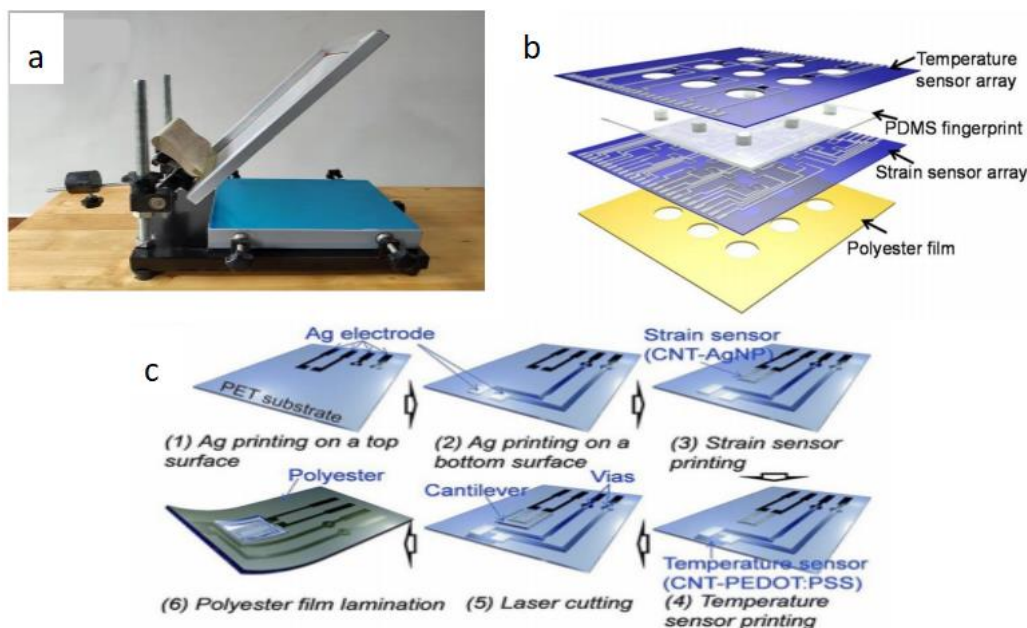 a
b
Temperature
sensor array
PDMS fingerprint
Strain sensor array
Polyester film
c
Ag electrode
PET substrate
(1) Ag printing on a top
surface
(2) Ag printing on a
bottom surface
Strain sensor
(CNT-AgNP)
(3) Strain sensor
printing
Polyester
(6) Polyester film lamination
Cantilever
Vias
(5) Laser cutting
Temperature sensor
(CNT-PEDOT:PSS)
(4) Temperature
sensor printing